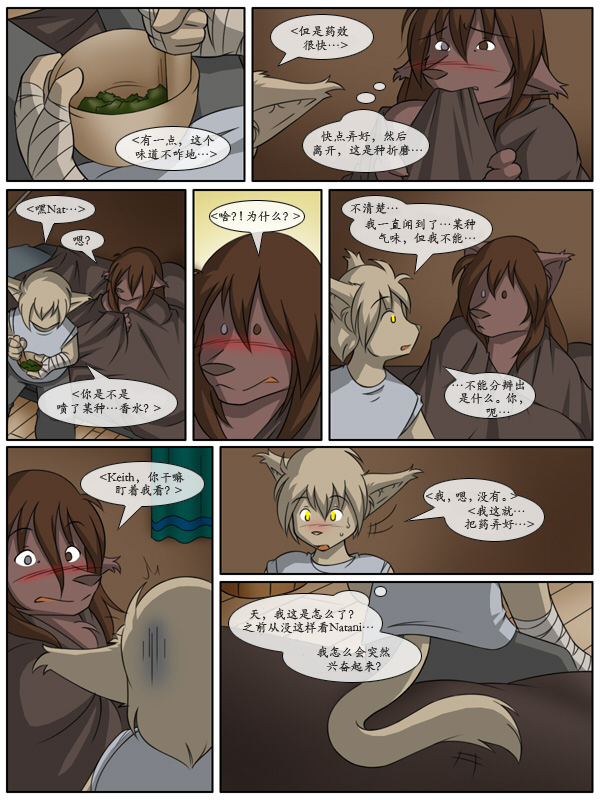 <有一点，这个
味道不咋地…>
<但是药效
很快…>
快点弄好，然后
离开，这是种折磨…
<嘿Nat…>
嗯？
<你是不是
喷了某种…香水？>
<啥?!为什么？>
不清楚…
我一直闻到了…某种
气味，但我不能…
…不能分辨出
是什么。你，
呃…
<Keith，你干嘛
盯着我看？>
<我，嗯，没有。>
<我这就…
把药弄好…>
天，我这是怎么了？
之前从没这样看Natani…
我怎么会突然
兴奋起来？